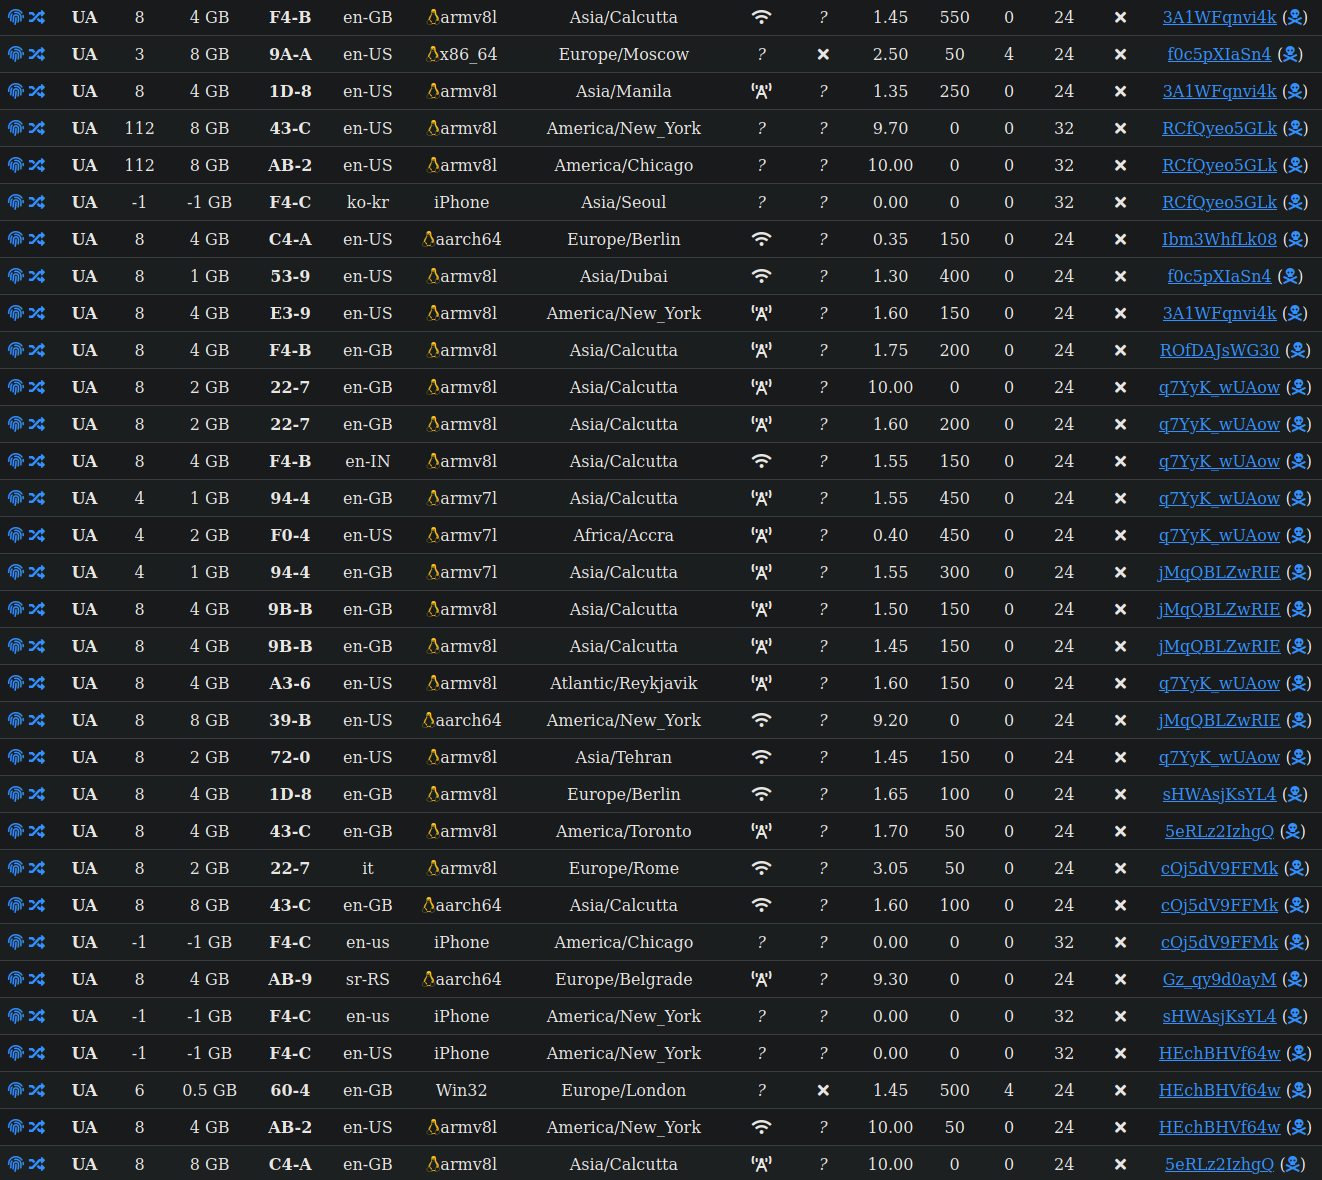 UA 8 4 GB F4-B en-GB armv8l Asia/Calcutta ? 1.45 550 0 24 3A1WFqnvi4k ()
UA 3 8 GB 9A-A en-US x86_64 Europe/Moscow ? 2.50 50 4 24 f0c5pXIaSn4 ()
UA 8 4 GB 1D-8 en-US armv8l Asia/Manila ? 1.35 250 0 24 3A1WFqnvi4k ()
UA 112 8 GB 43-C en-US armv8l America/New_York ? ? 9.70 0 0 32 RCfQyeo5GLk ()
UA 112 8 GB AB-2 en-US armv8l America/Chicago ? ? 10.00 0 0 32 RCfQyeo5GLk ()
UA -1 -1 GB F4-C ko-kr iPhone Asia/Seoul ? ? 0.00 0 0 32 RCfQyeo5GLk ()
UA 8 4 GB C4-A en-US aarch64 Europe/Berlin ? 0.35 150 0 24 Ibm3WhfLk08 ()
UA 8 1 GB 53-9 en-US armv8l Asia/Dubai ? 1.30 400 0 24 f0c5pXIaSn4 ()
UA 8 4 GB E3-9 en-US armv8l America/New_York ? 1.60 150 0 24 3A1WFqnvi4k ()
UA 8 4 GB F4-B en-GB armv8l Asia/Calcutta ? 1.75 200 0 24 ROfDAJsWG30 ()
UA 8 2 GB 22-7 en-GB armv8l Asia/Calcutta ? 10.00 0 0 24 q7YyK_wUAow ()
UA 8 2 GB 22-7 en-GB armv8l Asia/Calcutta ? 1.60 200 0 24 q7YyK_wUAow ()
UA 8 4 GB F4-B en-IN armv8l Asia/Calcutta ? 1.55 150 0 24 q7YyK_wUAow ()
UA 4 1 GB 94-4 en-GB armv7l Asia/Calcutta ? 1.55 450 0 24 q7YyK_wUAow ()
UA 4 2 GB F0-4 en-US armv7l Africa/Accra ? 0.40 450 0 24 q7YyK_wUAow ()
UA 4 1 GB 94-4 en-GB armv7l Asia/Calcutta ? 1.55 300 0 24 jMqQBLZwRIE ()
UA 8 4 GB 9B-B en-GB armv8l Asia/Calcutta ? 1.50 150 0 24 jMqQBLZwRIE ()
UA 8 4 GB 9B-B en-GB armv8l Asia/Calcutta ? 1.45 150 0 24 jMqQBLZwRIE ()
UA 8 4 GB A3-6 en-US armv8l Atlantic/Reykjavik ? 1.60 150 0 24 q7YyK_wUAow ()
UA 8 8 GB 39-B en-US aarch64 America/New_York ? 9.20 0 0 24 jMqQBLZwRIE ()
UA 8 2 GB 72-0 en-US armv8l Asia/Tehran ? 1.45 150 0 24 q7YyK_wUAow ()
UA 8 4 GB 1D-8 en-GB armv8l Europe/Berlin ? 1.65 100 0 24 sHWAsjKsYL4 ()
UA 8 4 GB 43-C en-GB armv8l America/Toronto ? 1.70 50 0 24 5eRLz2IzhgQ ()
UA 8 2 GB 22-7 it armv8l Europe/Rome ? 3.05 50 0 24 cOj5dV9FFMk ()
UA 8 8 GB 43-C en-GB aarch64 Asia/Calcutta ? 1.60 100 0 24 cOj5dV9FFMk ()
UA -1 -1 GB F4-C en-us iPhone America/Chicago ? ? 0.00 0 0 32 cOj5dV9FFMk ()
UA 8 4 GB AB-9 sr-RS aarch64 Europe/Belgrade ? 9.30 0 0 24 Gz_qy9d0ayM ()
UA -1 -1 GB F4-C en-us iPhone America/New_York ? ? 0.00 0 0 32 sHWAsjKsYL4 ()
UA -1 -1 GB F4-C en-US iPhone America/New_York ? ? 0.00 0 0 32 HEchBHVf64w ()
UA 6 0.5 GB 60-4 en-GB Win32 Europe/London ? 1.45 500 4 24 HEchBHVf64w ()
UA 8 4 GB AB-2 en-US armv8l America/New_York ? 10.00 50 0 24 HEchBHVf64w ()
UA 8 8 GB C4-A en-GB armv8l Asia/Calcutta ? 10.00 0 0 24 5eRLz2IzhgQ ()